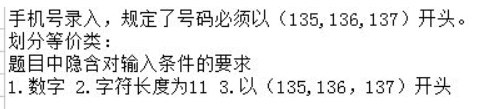 手机号录入，规定了号码必须以（135,136,137）开头。
划分等价类：
题目中隐含对输入条件的要求
1.数字 2.字符长度为11 3.以（135,136，137）开头